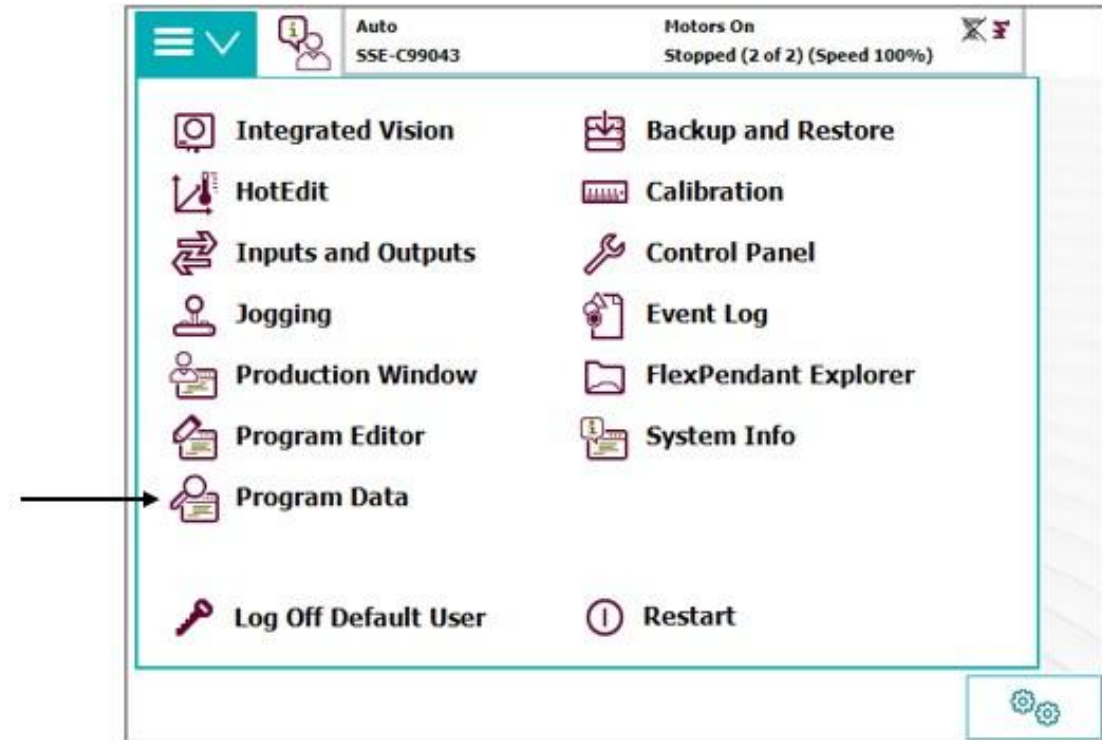 Auto
SSE-C99043
Motors On
Stopped (2 of 2) (Speed 100%)
Integrated Vision
HotEdit
Inputs and Outputs
Jogging
Production Window
Program Editor
Program Data
Backup and Restore
Calibration
Control Panel
Event Log
FlexPendant Explorer
System Info
Log Off Default User
Restart